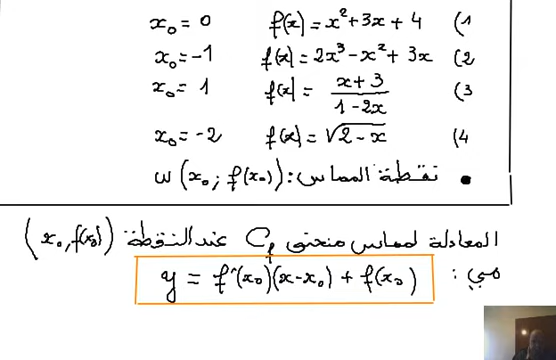 1) f(x) = x² + 3x + 4    x₀ = 0
2) f(x) = 2x³ - x² + 3x    x₀ = -1
3) f(x) = (x + 3)/(1 - 2x)    x₀ = 1
4) f(x) = √(2 - x)    x₀ = -2
• نقطة المماس: ω(x₀; f(x₀))
المعادلة لمماس منحنى C_f عند النقطة (x₀, f(x₀))
هي: y = f'(x₀)(x - x₀) + f(x₀)